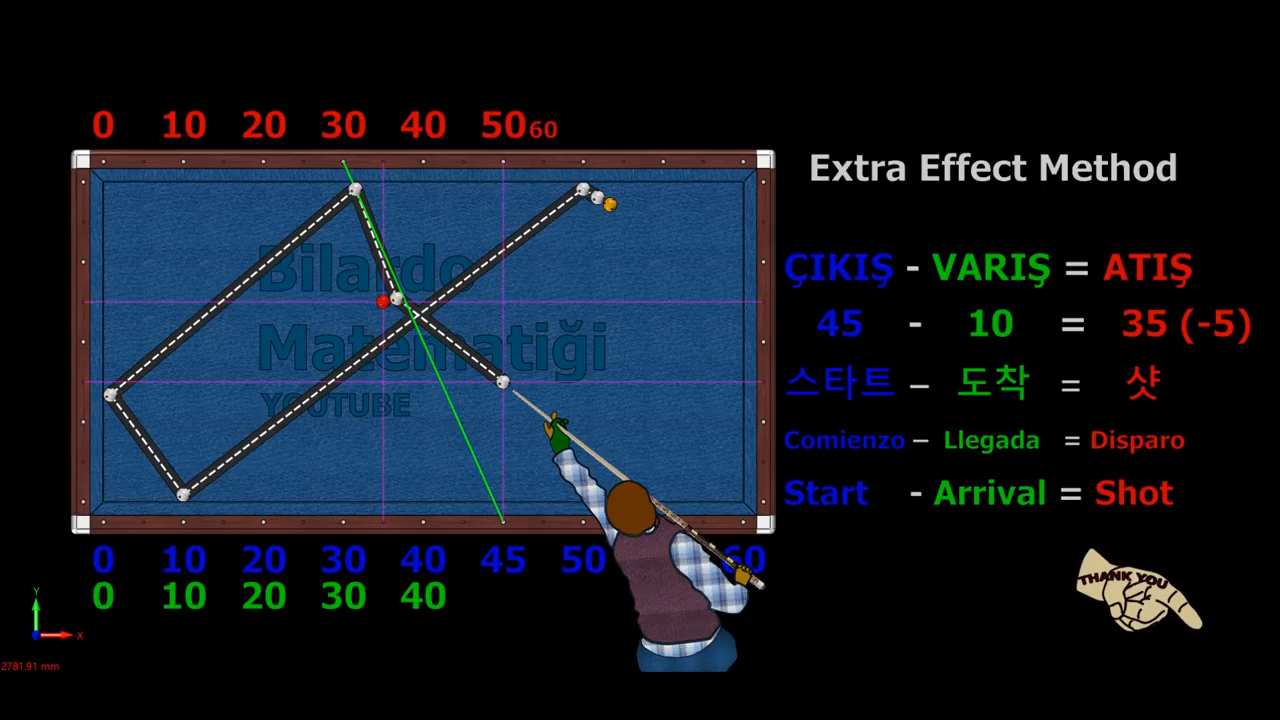 0 10 20 30 40 50 60
Extra Effect Method
Bilardo
Matematiği
YOUTUBE
ÇIKIŞ - VARIŞ = ATIŞ
45 - 10 = 35 (-5)
스타트 – 도착 = 샷
Comienzo – Llegada = Disparo
Start - Arrival = Shot
0 10 20 30 40 45 50 60
0 10 20 30 40
THANK YOU
Y
X
2781.91 mm